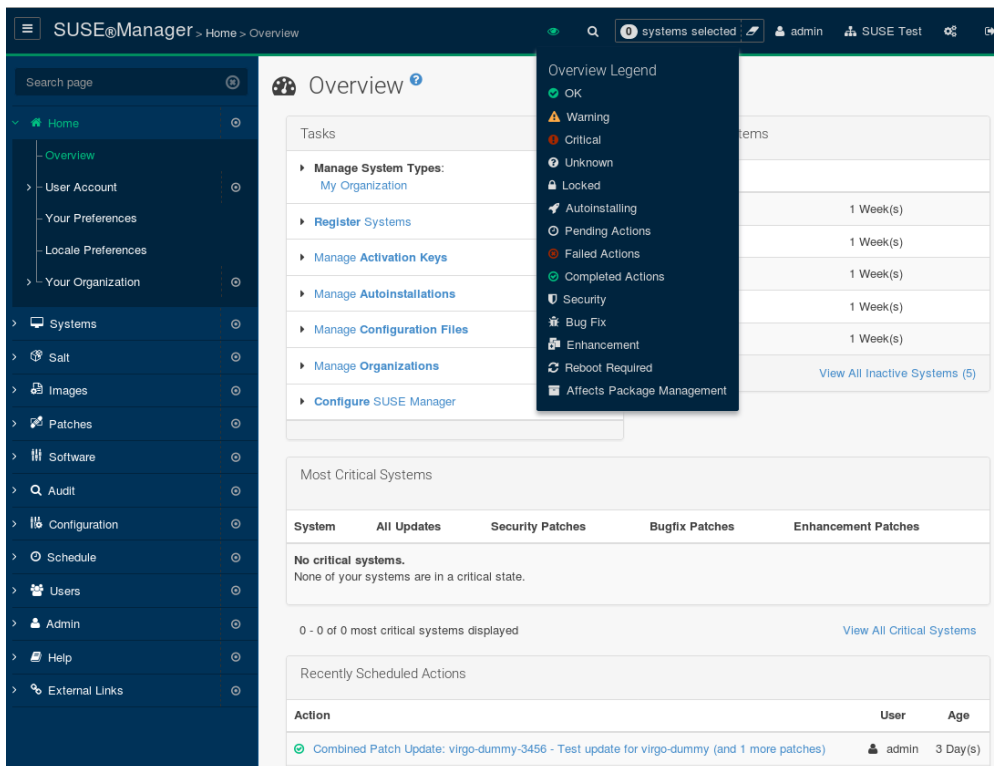 SUSE®Manager > Home > Overview
0 systems selected
admin
SUSE Test
Search page
Home
Overview
User Account
Your Preferences
Locale Preferences
Your Organization
Systems
Salt
Images
Patches
Software
Audit
Configuration
Schedule
Users
Admin
Help
External Links
Overview
Overview Legend
OK
Warning
Critical
Unknown
Locked
Autoinstalling
Pending Actions
Failed Actions
Completed Actions
Security
Bug Fix
Enhancement
Reboot Required
Affects Package Management
Tasks
Manage System Types:
My Organization
Register Systems
Manage Activation Keys
Manage Autoinstallations
Manage Configuration Files
Manage Organizations
Configure SUSE Manager
1 Week(s)
1 Week(s)
1 Week(s)
1 Week(s)
1 Week(s)
View All Inactive Systems (5)
Most Critical Systems
System All Updates Security Patches Bugfix Patches Enhancement Patches
No critical systems.
None of your systems are in a critical state.
0 - 0 of 0 most critical systems displayed
View All Critical Systems
Recently Scheduled Actions
Action User Age
Combined Patch Update: virgo-dummy-3456 - Test update for virgo-dummy (and 1 more patches) admin 3 Day(s)